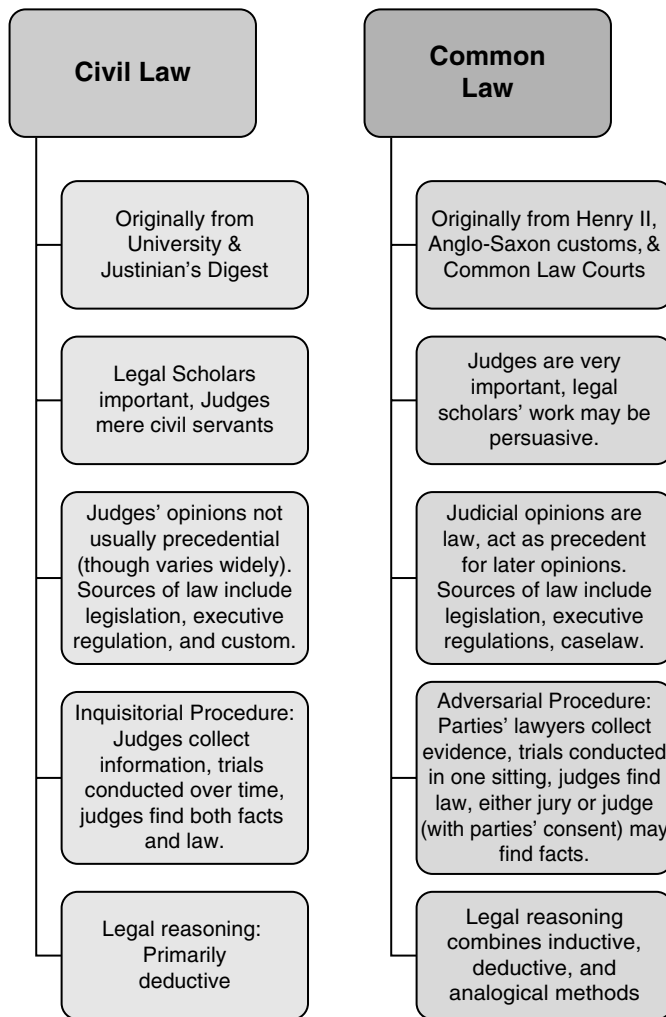 Civil Law
Originally from
University &
Justinian's Digest
Legal Scholars
important, Judges
mere civil servants
Judges' opinions not
usually precedential
(though varies widely).
Sources of law include
legislation, executive
regulation, and custom.
Inquisitorial Procedure:
Judges collect
information, trials
conducted over time,
judges find both facts
and law.
Legal reasoning:
Primarily
deductive
Common
Law
Originally from Henry II,
Anglo-Saxon customs, &
Common Law Courts
Judges are very
important, legal
scholars' work may be
persuasive.
Judicial opinions are
law, act as precedent
for later opinions.
Sources of law include
legislation, executive
regulations, caselaw.
Adversarial Procedure:
Parties' lawyers collect
evidence, trials conducted
in one sitting, judges find
law, either jury or judge
(with parties' consent) may
find facts.
Legal reasoning
combines inductive,
deductive, and
analogical methods